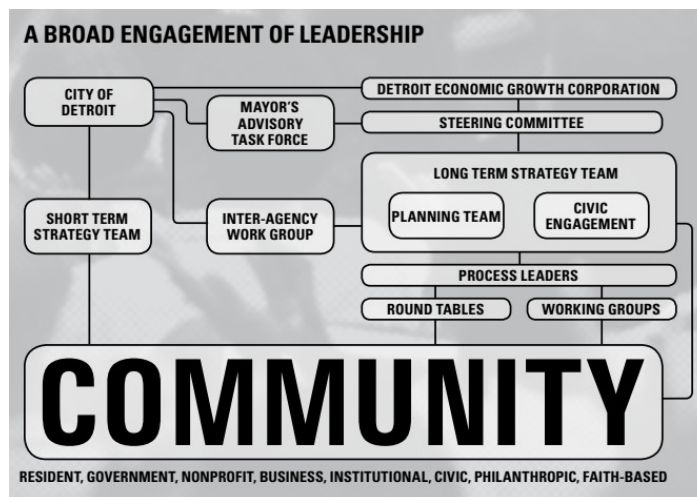 A BROAD ENGAGEMENT OF LEADERSHIP
CITY OF
DETROIT
MAYOR'S
ADVISORY
TASK FORCE
DETROIT ECONOMIC GROWTH CORPORATION
STEERING COMMITTEE
LONG TERM STRATEGY TEAM
PLANNING TEAM
CIVIC
ENGAGEMENT
SHORT TERM
STRATEGY TEAM
INTER-AGENCY
WORK GROUP
PROCESS LEADERS
ROUND TABLES
WORKING GROUPS
COMMUNITY
RESIDENT, GOVERNMENT, NONPROFIT, BUSINESS, INSTITUTIONAL, CIVIC, PHILANTHROPIC, FAITH-BASED